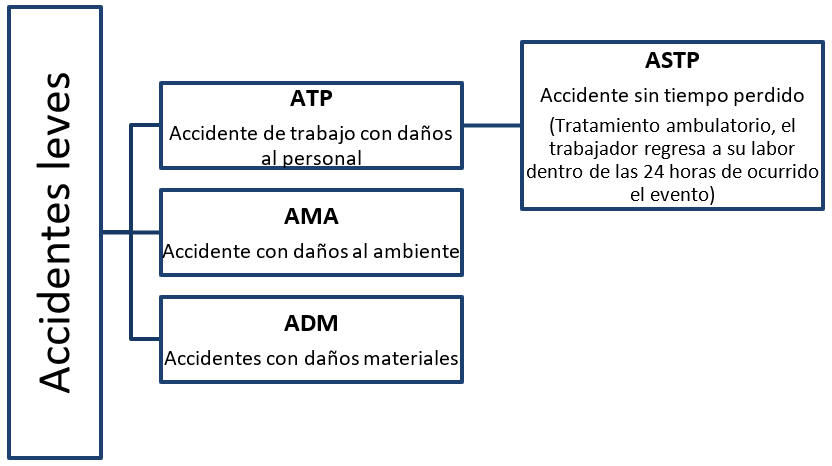 Accidentes leves
ATP
Accidente de trabajo con daños
al personal
ASTP
Accidente sin tiempo perdido
(Tratamiento ambulatorio, el
trabajador regresa a su labor
dentro de las 24 horas de ocurrido
el evento)
AMA
Accidente con daños al ambiente
ADM
Accidentes con daños materiales